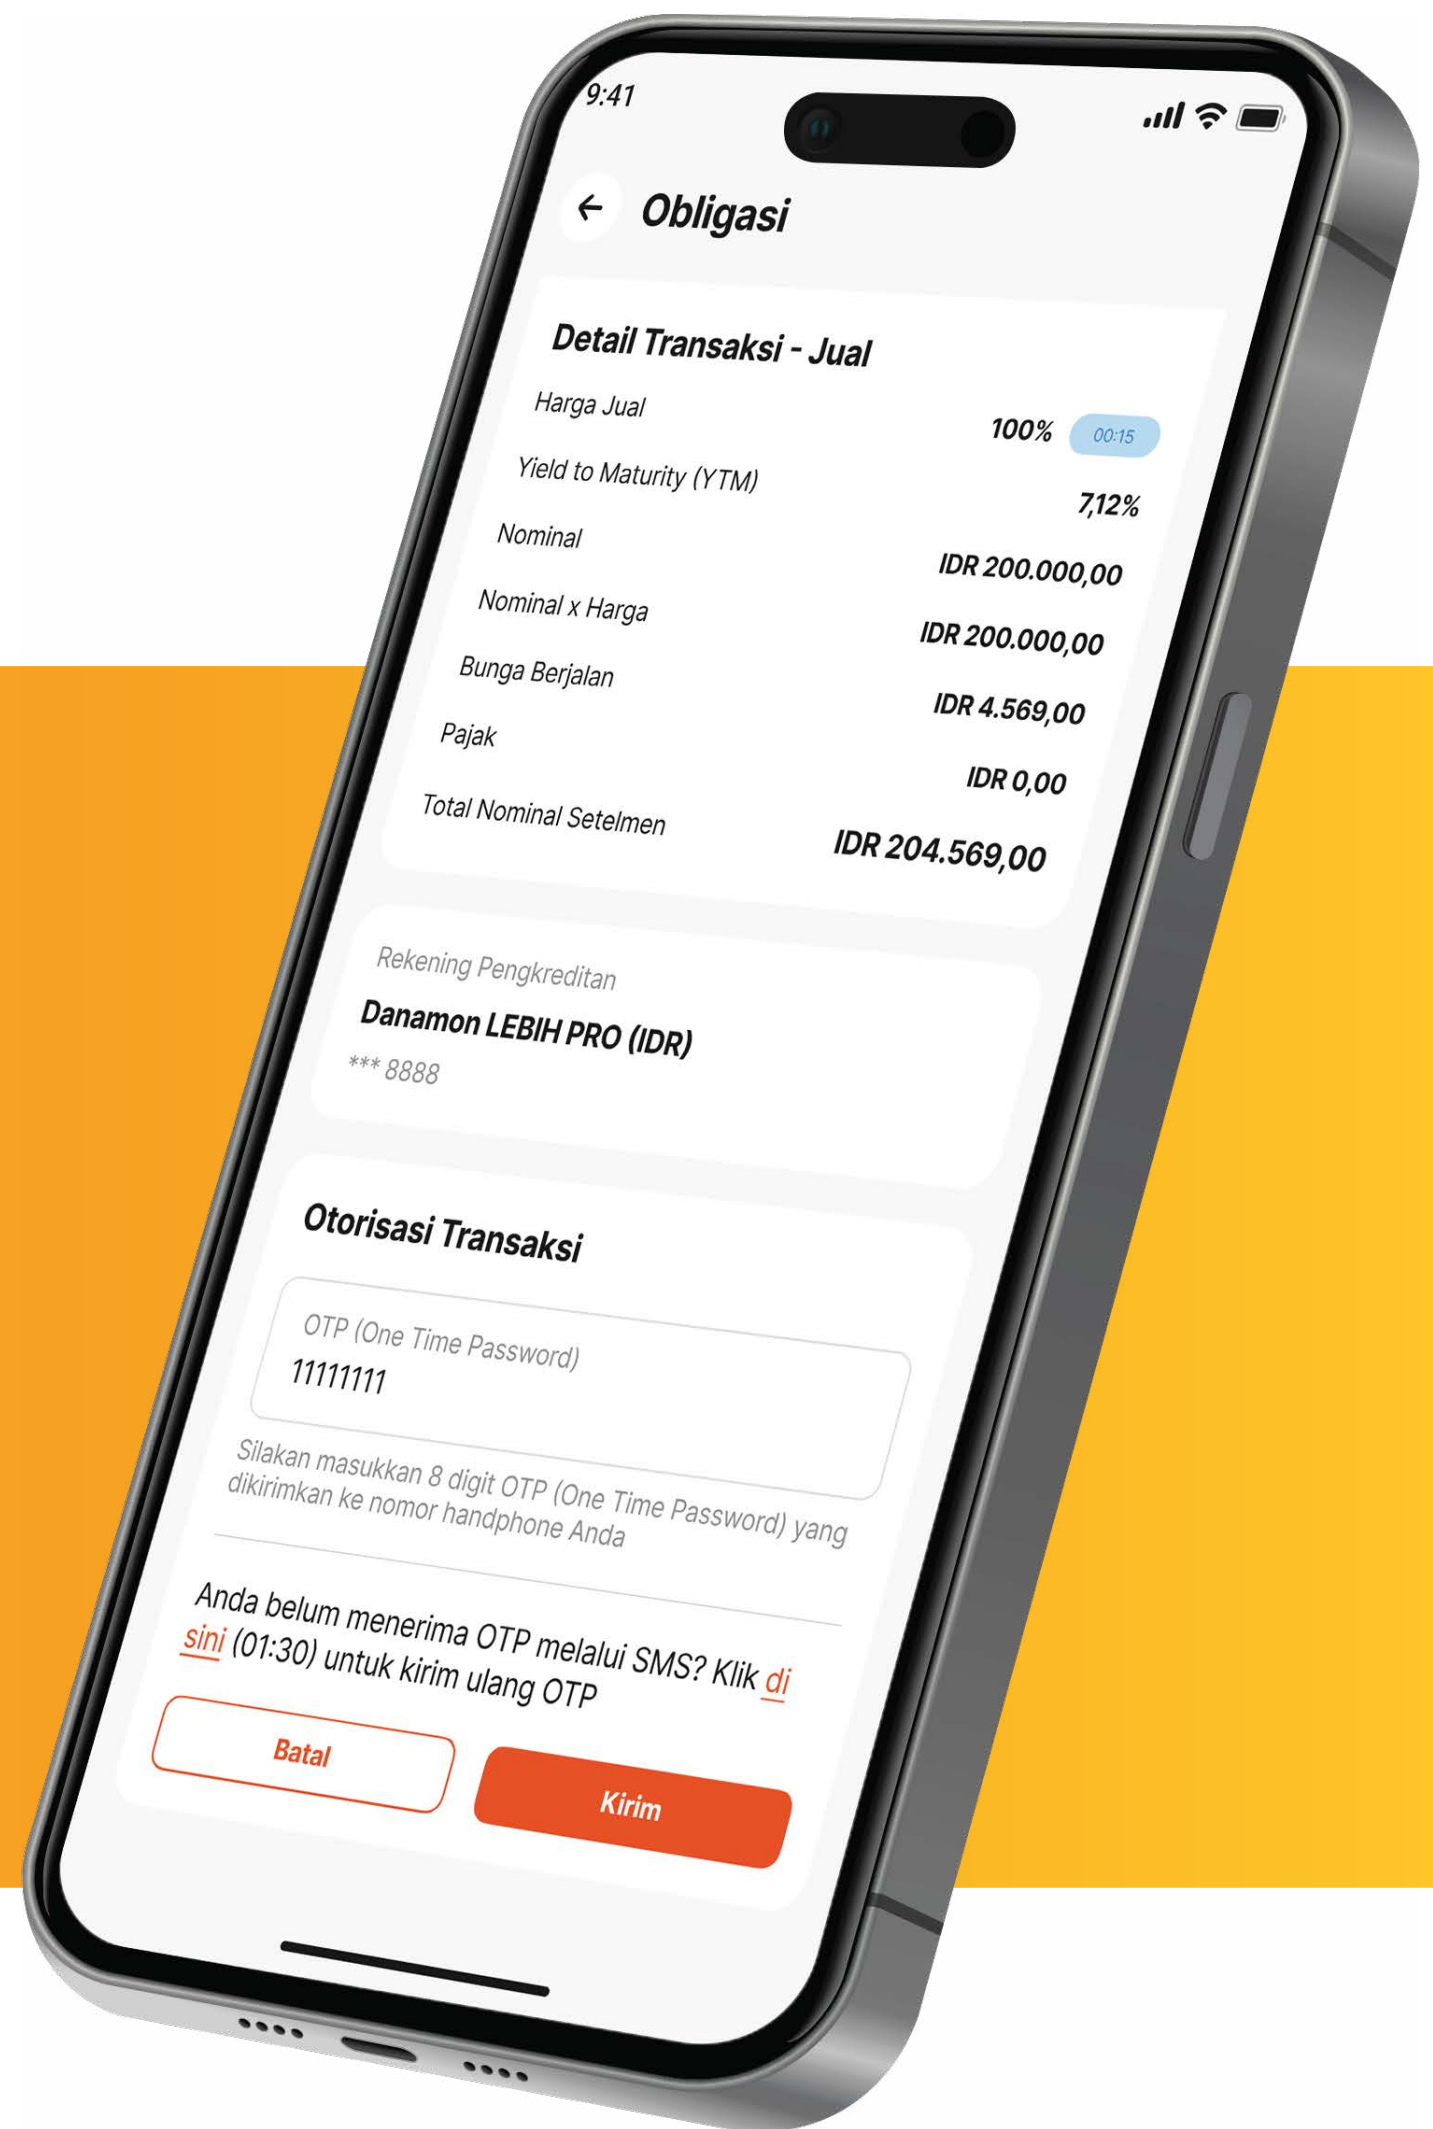 9:41
Obligasi
Detail Transaksi - Jual
Harga Jual 100% 00:15
Yield to Maturity (YTM) 7,12%
Nominal IDR 200.000,00
Nominal x Harga IDR 200.000,00
Bunga Berjalan IDR 4.569,00
Pajak IDR 0,00
Total Nominal Setelmen IDR 204.569,00
Rekening Pengkreditan
Danamon LEBIH PRO (IDR)
*** 8888
Otorisasi Transaksi
OTP (One Time Password)
11111111
Silakan masukkan 8 digit OTP (One Time Password) yang
dikirimkan ke nomor handphone Anda
Anda belum menerima OTP melalui SMS? Klik di
sini (01:30) untuk kirim ulang OTP
Batal Kirim